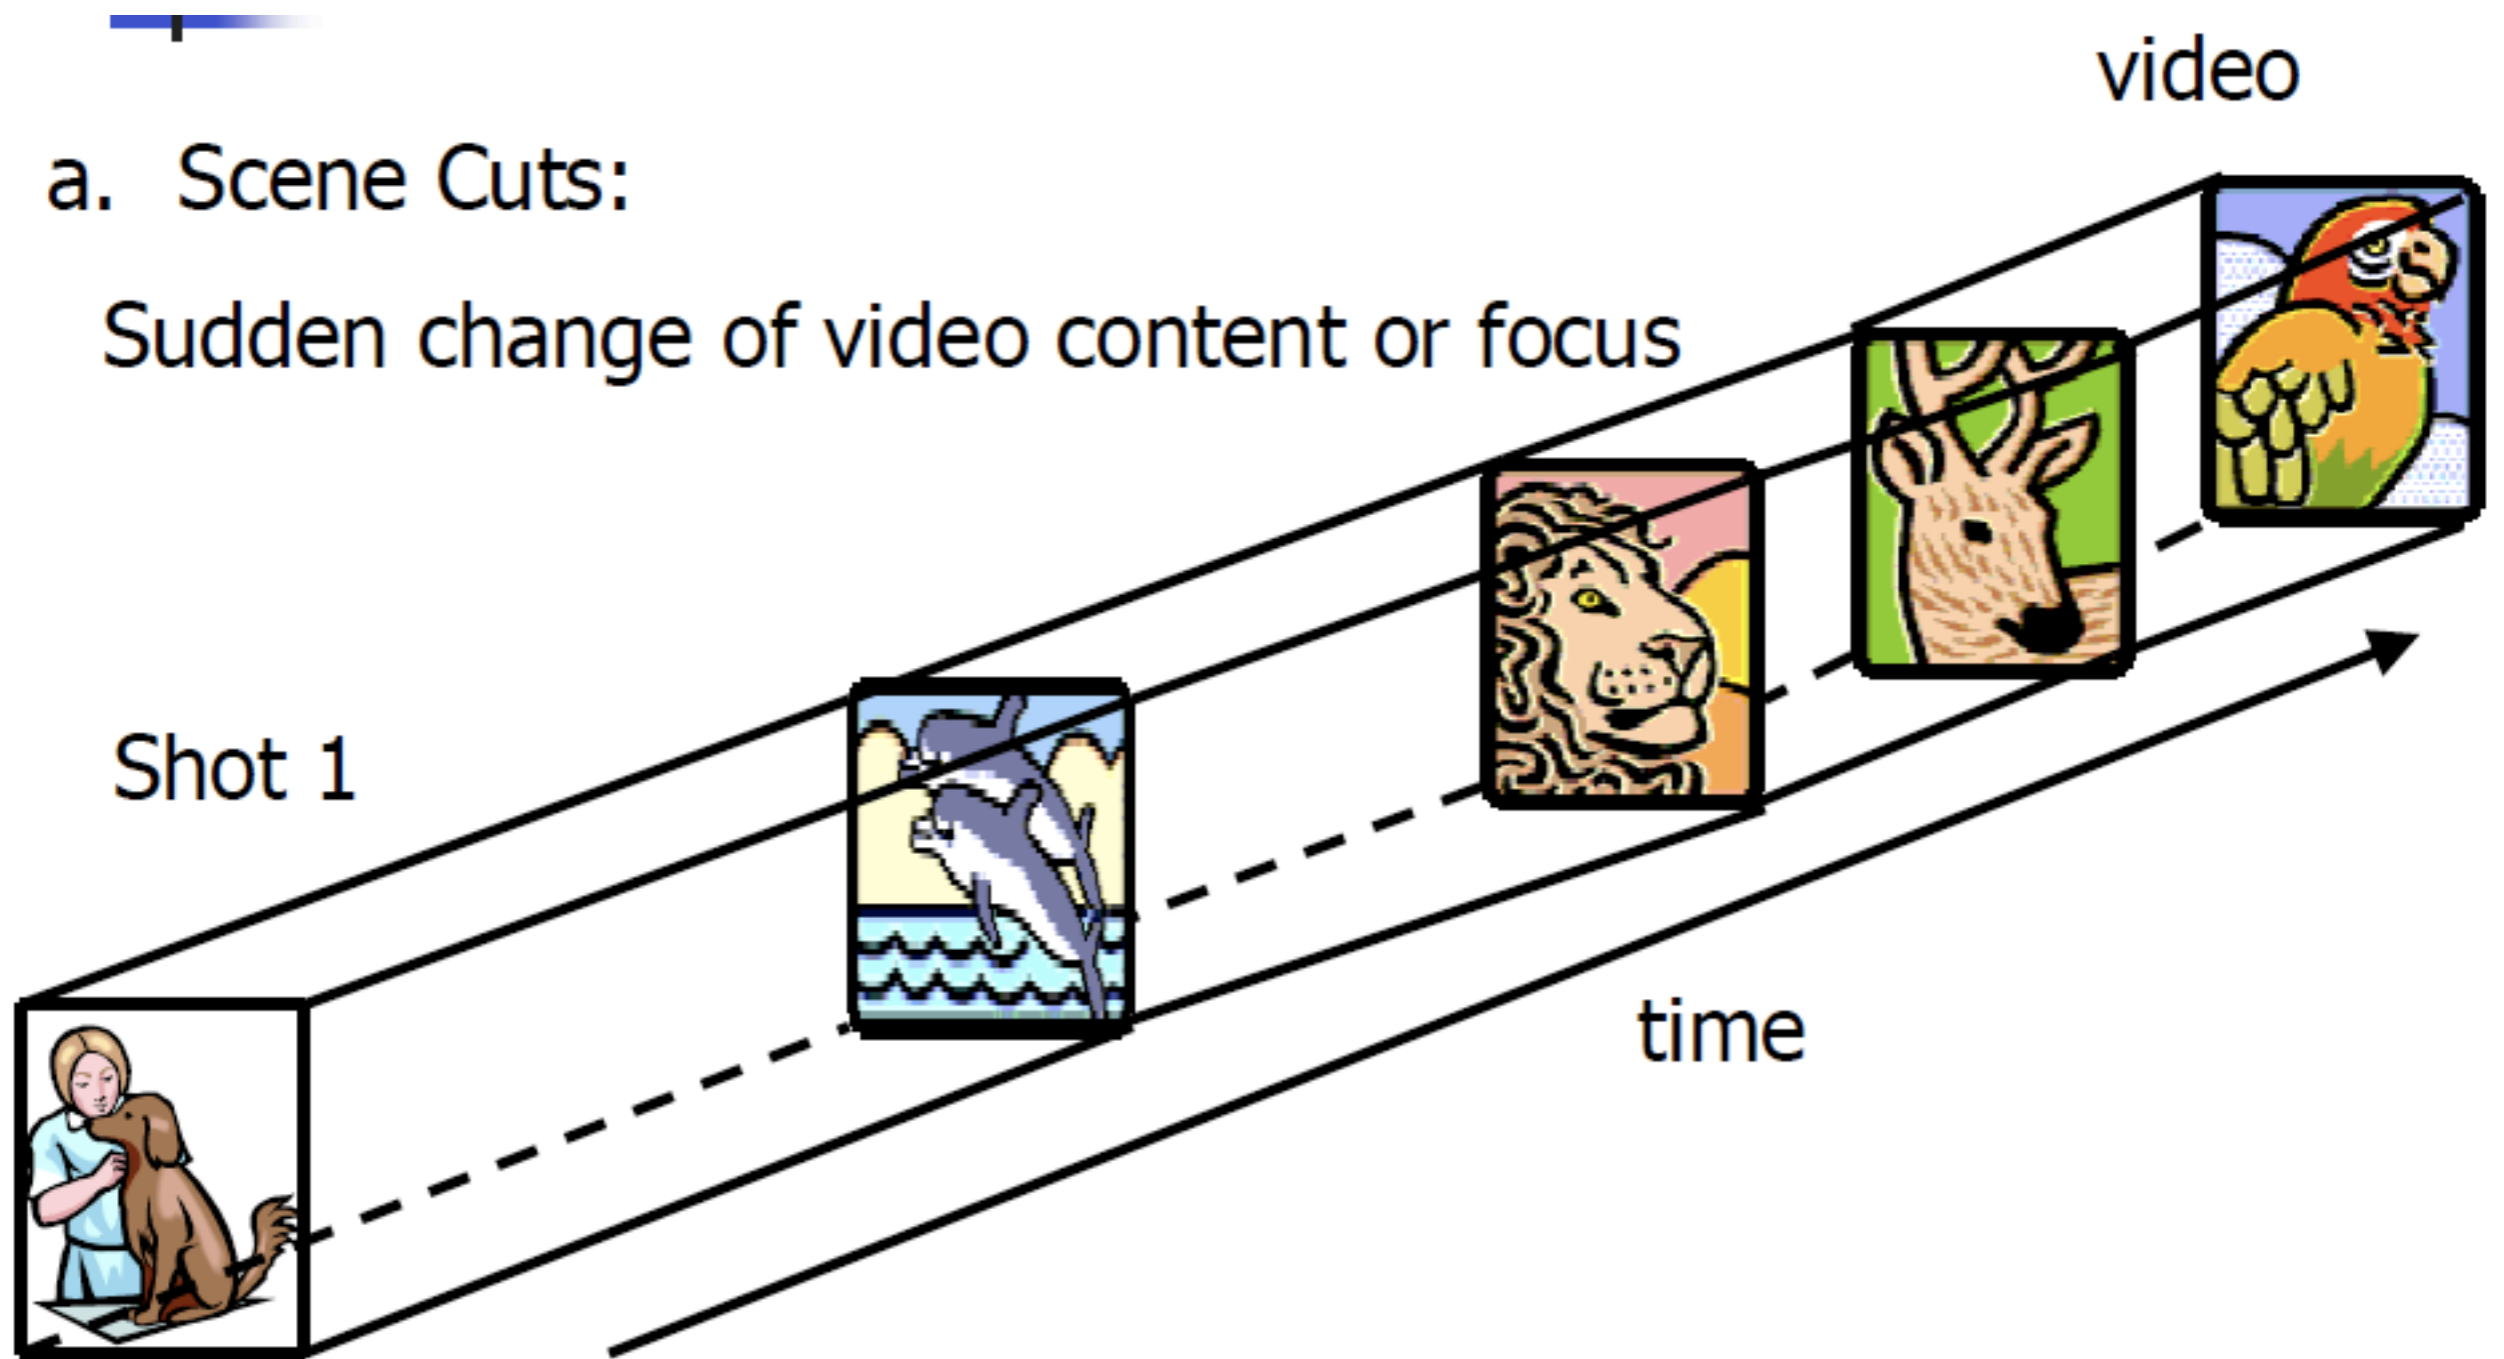 video
a. Scene Cuts:
Sudden change of video content or focus
Shot 1
time